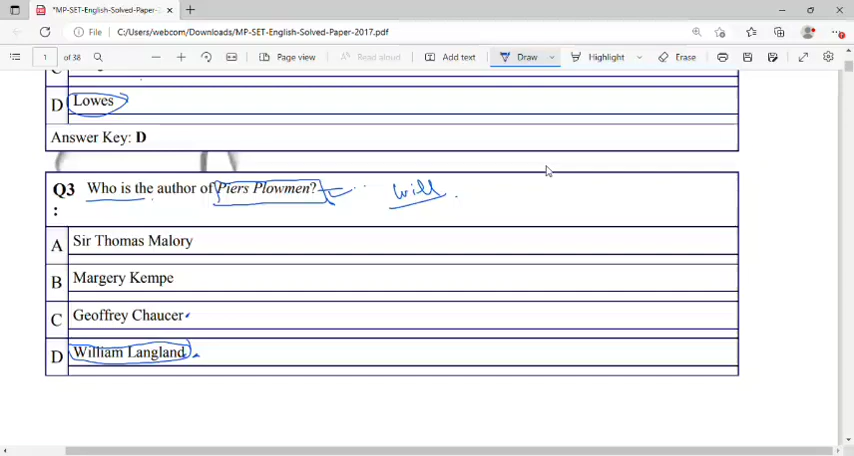 *MP-SET-English-Solved-Paper-
File C:/Users/webcom/Downloads/MP-SET-English-Solved-Paper-2017.pdf
1 of 38 Page view Read aloud Add text Draw Highlight Erase
D Lowes
Answer Key: D
Q3 Who is the author of Piers Plowmen? will
:
A Sir Thomas Malory
B Margery Kempe
C Geoffrey Chaucer
D William Langland